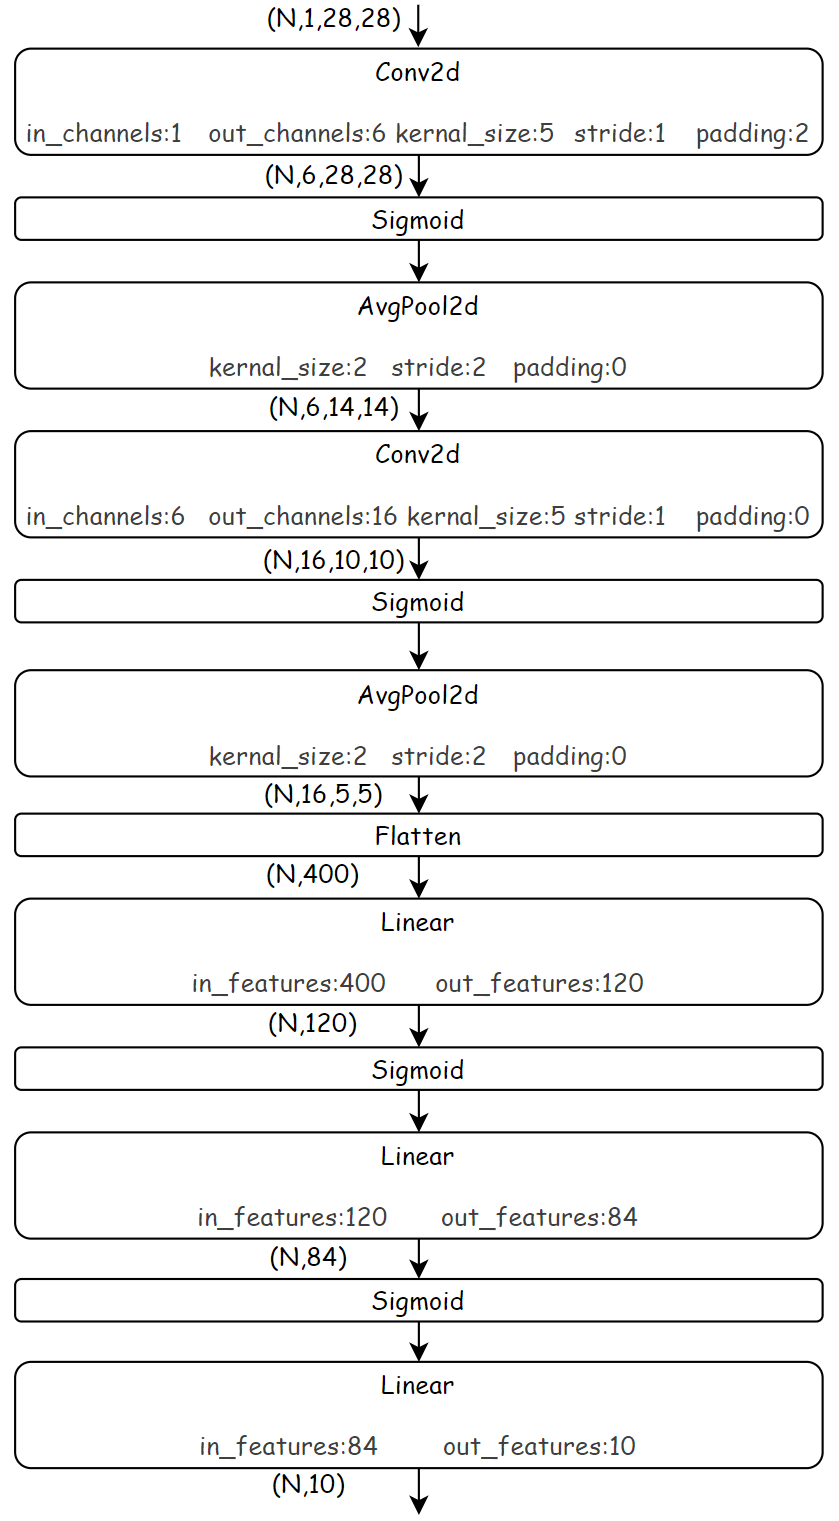 (N,1,28,28)
Conv2d
in_channels:1 out_channels:6 kernal_size:5 stride:1 padding:2
(N,6,28,28)
Sigmoid
AvgPool2d
kernal_size:2 stride:2 padding:0
(N,6,14,14)
Conv2d
in_channels:6 out_channels:16 kernal_size:5 stride:1 padding:0
(N,16,10,10)
Sigmoid
AvgPool2d
kernal_size:2 stride:2 padding:0
(N,16,5,5)
Flatten
(N,400)
Linear
in_features:400 out_features:120
(N,120)
Sigmoid
Linear
in_features:120 out_features:84
(N,84)
Sigmoid
Linear
in_features:84 out_features:10
(N,10)